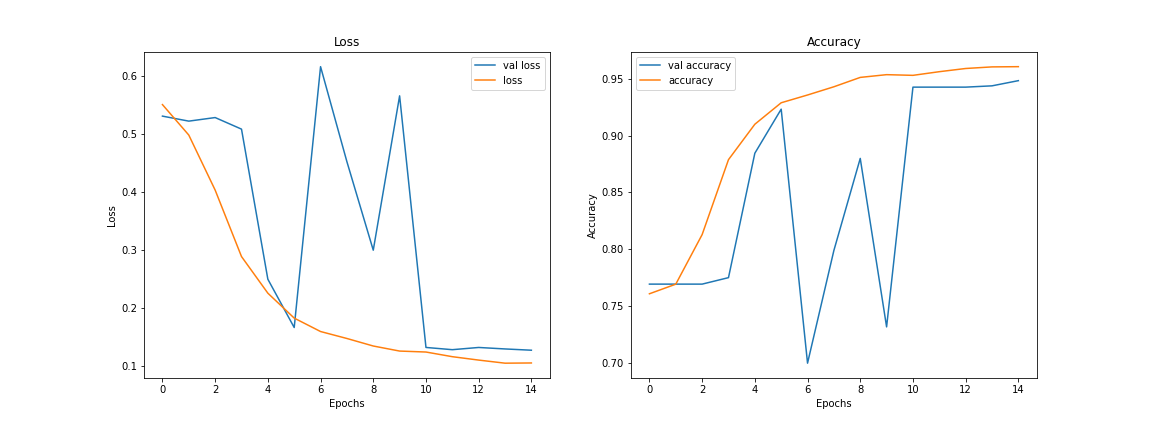 Loss
val loss
loss
Loss
0.6
0.5
0.4
0.3
0.2
0.1
0 2 4 6 8 10 12 14
Epochs
Accuracy
val accuracy
accuracy
Accuracy
0.95
0.90
0.85
0.80
0.75
0.70
0 2 4 6 8 10 12 14
Epochs